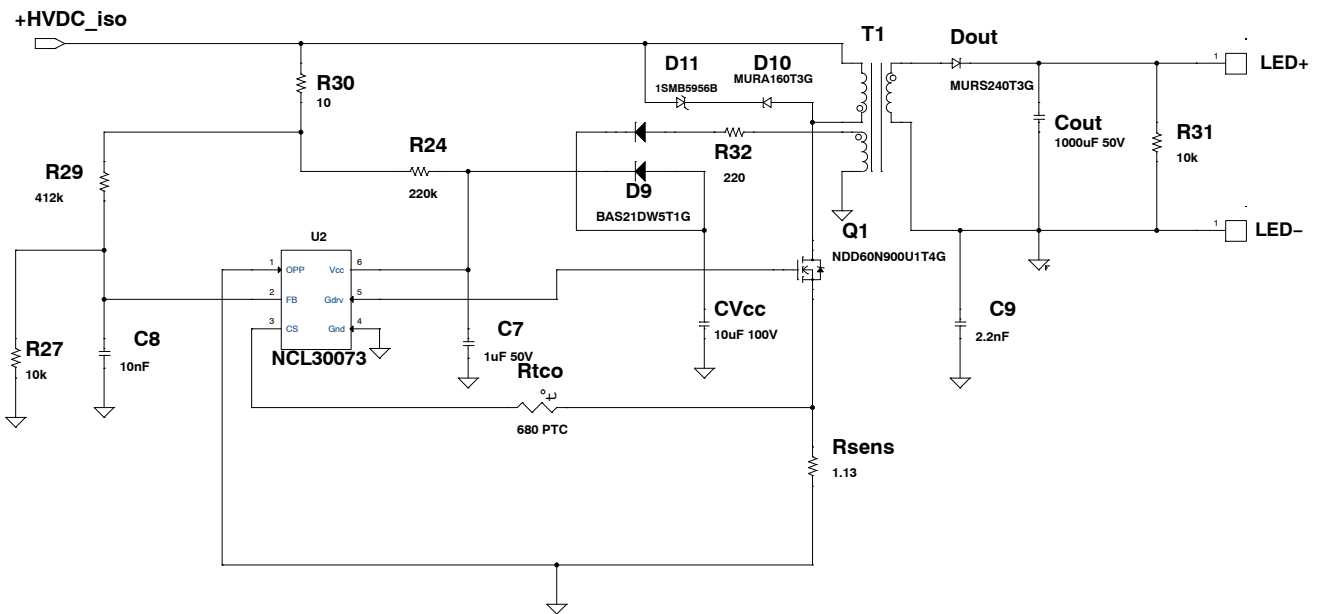 +HVDC_iso
T1
Dout
MURS240T3G
1
LED+
D11
1SMB5956B
D10
MURA160T3G
R30
10
Cout
1000uF 50V
R31
10k
R24
220k
R32
220
R29
412k
D9
BAS21DW5T1G
1
LED−
Q1
NDD60N900U1T4G
U2
1 OPP Vcc 6
2 FB Gdrv 5
3 CS Gnd 4
NCL30073
CVcc
10uF 100V
C9
2.2nF
C8
10nF
C7
1uF 50V
R27
10k
Rtco
t
680 PTC
Rsens
1.13